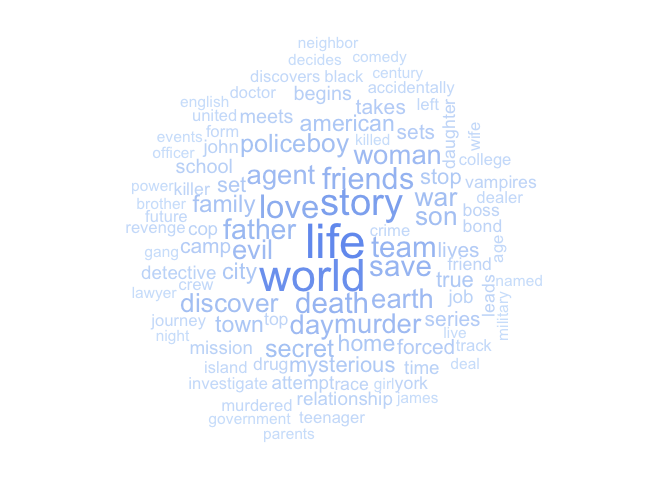 neighbor
decides comedy
discovers black century
doctor begins accidentally
english takes left
united meets american
events form john policeboy killed sets daughter wife
officer school woman college
power killer set agent friends stop vampires
brother family love story war dealer
future father son boss
revenge cop life crime bond
gang camp evil team lives age
detective city world save friend named
lawyer crew true leads
discover death earth job military
journey town top daymurder series
night live
mission secret home forced track
island drug mysterious time deal
investigate attempt race girl york
murdered relationship james
government teenager
parents